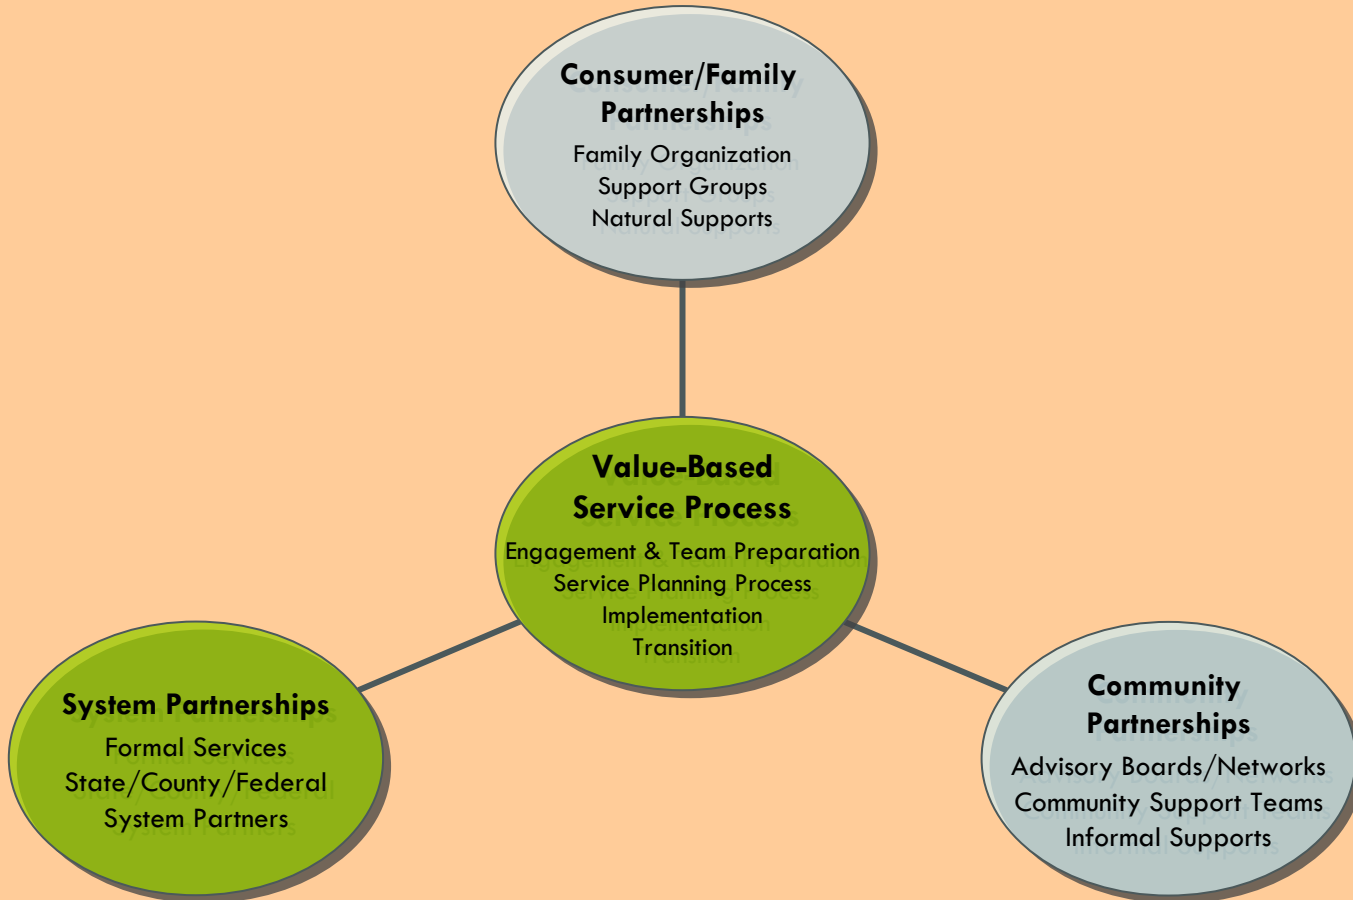 Consumer/Family
Partnerships
Family Organization
Support Groups
Natural Supports
Value-Based
Service Process
Engagement & Team Preparation
Service Planning Process
Implementation
Transition
System Partnerships
Formal Services
State/County/Federal
System Partners
Community
Partnerships
Advisory Boards/Networks
Community Support Teams
Informal Supports